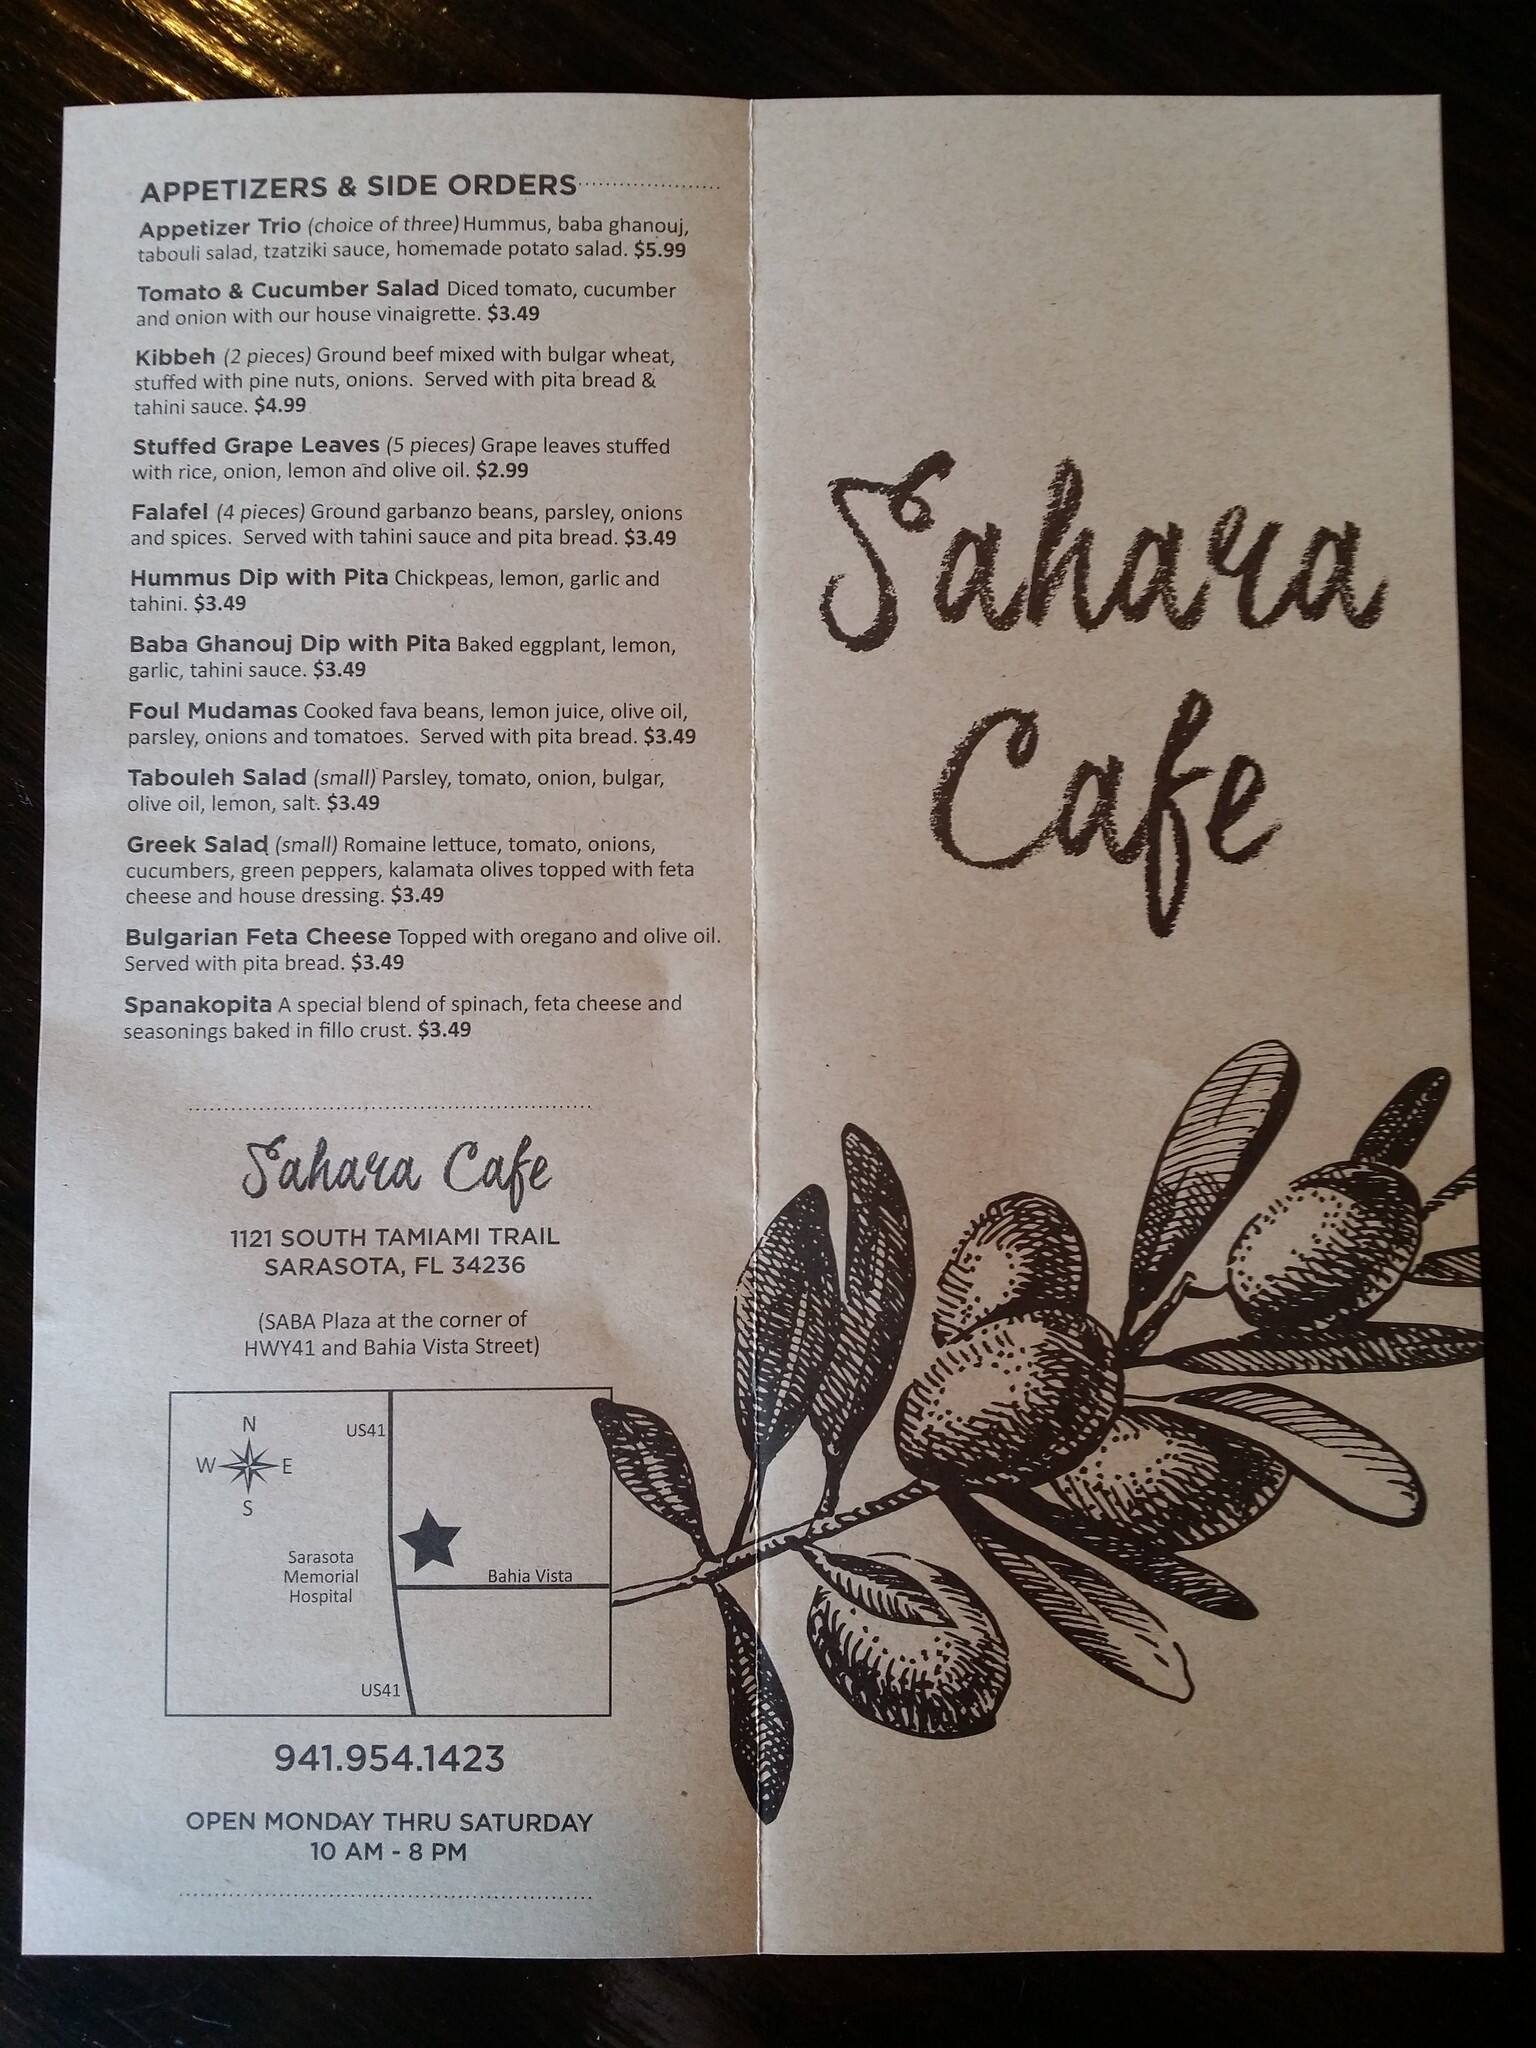 APPETIZERS & SIDE ORDERS
Appetizer Trio (choice of three) Hummus, baba ghanouj,
tabouli salad, tzatziki sauce, homemade potato salad. $5.99
Tomato & Cucumber Salad Diced tomato, cucumber
and onion with our house vinaigrette. $3.49
Kibbeh (2 pieces) Ground beef mixed with bulgar wheat,
stuffed with pine nuts, onions. Served with pita bread &
tahini sauce. $4.99
Stuffed Grape Leaves (5 pieces) Grape leaves stuffed
with rice, onion, lemon and olive oil. $2.99
Falafel (4 pieces) Ground garbanzo beans, parsley, onions
and spices. Served with tahini sauce and pita bread. $3.49
Hummus Dip with Pita Chickpeas, lemon, garlic and
tahini. $3.49
Baba Ghanouj Dip with Pita Baked eggplant, lemon,
garlic, tahini sauce. $3.49
Foul Mudamas Cooked fava beans, lemon juice, olive oil,
parsley, onions and tomatoes. Served with pita bread. $3.49
Tabouleh Salad (small) Parsley, tomato, onion, bulgar,
olive oil, lemon, salt. $3.49
Greek Salad (small) Romaine lettuce, tomato, onions,
cucumbers, green peppers, kalamata olives topped with feta
cheese and house dressing. $3.49
Bulgarian Feta Cheese Topped with oregano and olive oil.
Served with pita bread. $3.49
Spanakopita A special blend of spinach, feta cheese and
seasonings baked in fillo crust. $3.49
Sahara Cafe
1121 SOUTH TAMIAMI TRAIL
SARASOTA, FL 34236
(SABA Plaza at the corner of
HWY41 and Bahia Vista Street)
N
W E
S
US41
Sarasota
Memorial
Hospital
Bahia Vista
US41
941.954.1423
OPEN MONDAY THRU SATURDAY
10 AM - 8 PM
Sahara
Cafe